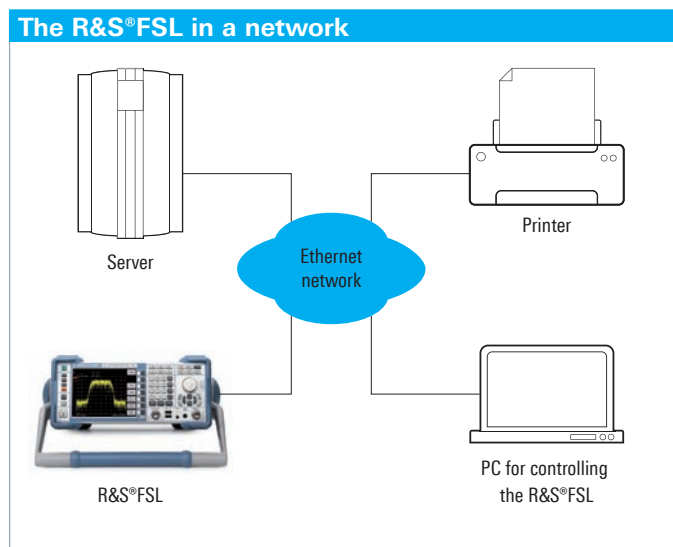 The R&S®FSL in a network
Server
Printer
Ethernet
network
R&S®FSL
PC for controlling
the R&S®FSL